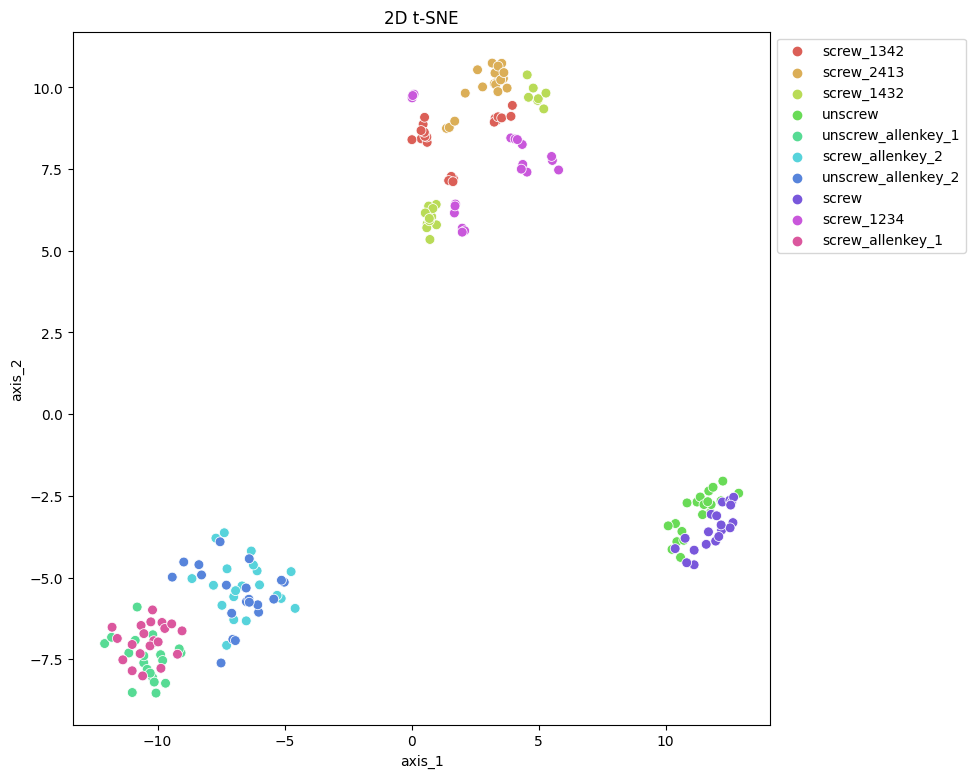 2D t-SNE
screw_1342
screw_2413
screw_1432
unscrew
unscrew_allenkey_1
screw_allenkey_2
unscrew_allenkey_2
screw
screw_1234
screw_allenkey_1
10.0
7.5
5.0
2.5
0.0
−2.5
−5.0
−7.5
axis_2
−10
−5
0
5
10
axis_1